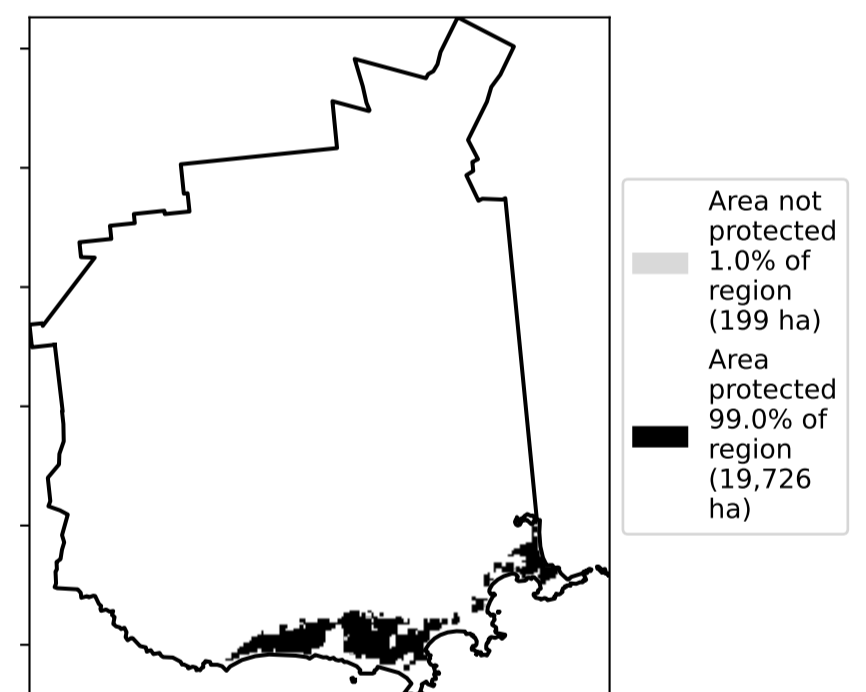 Area not
protected
1.0% of
region
(199 ha)
Area
protected
99.0% of
region
(19,726
ha)